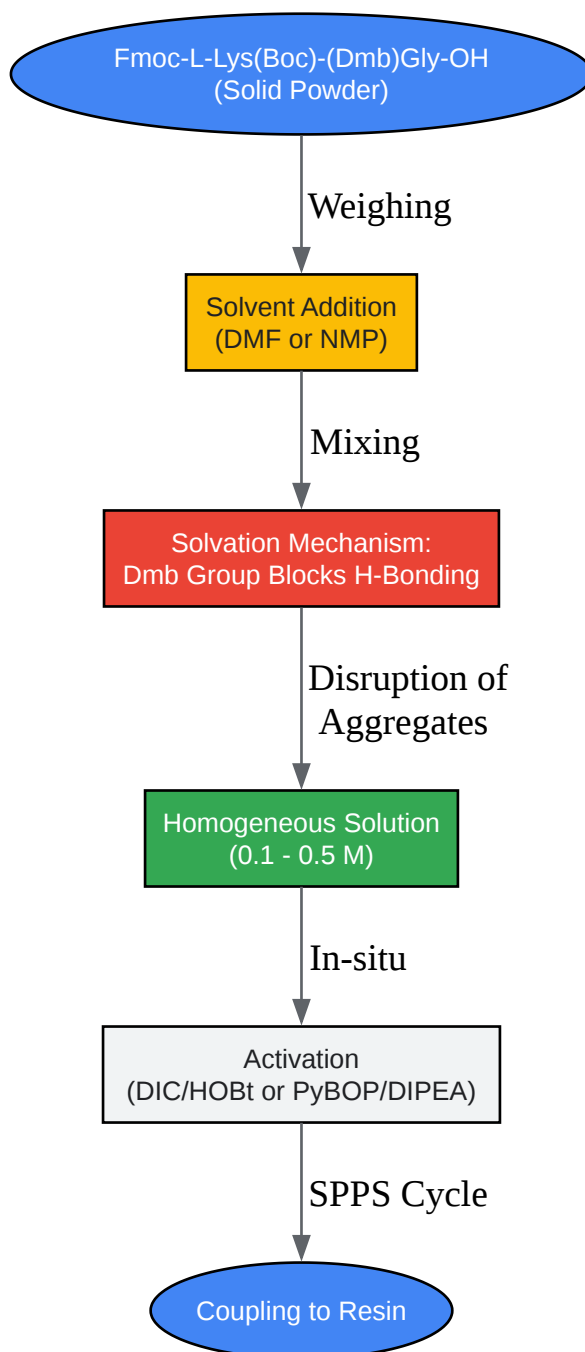 Fmoc-L-Lys(Boc)-(Dmb)Gly-OH
(Solid Powder)
Weighing
Solvent Addition
(DMF or NMP)
Mixing
Solvation Mechanism:
Dmb Group Blocks H-Bonding
Disruption of
Aggregates
Homogeneous Solution
(0.1 - 0.5 M)
In-situ
Activation
(DIC/HOBt or PyBOP/DIPEA)
SPPS Cycle
Coupling to Resin